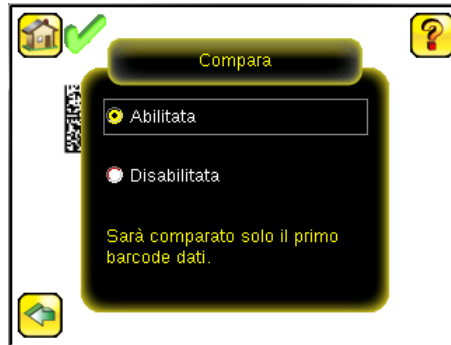 Compara
Abilitata
Disabilitata
Sarà comparato solo il primo
barcode dati.